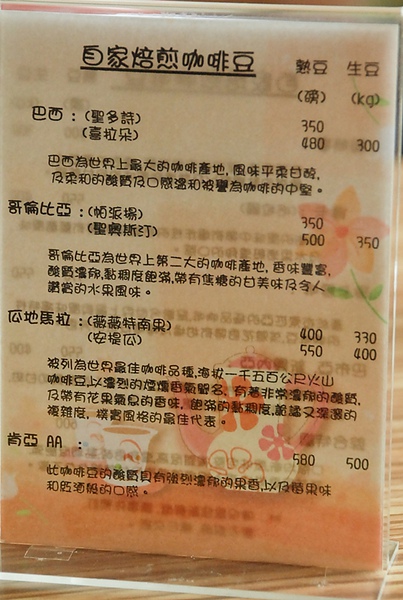 自家焙煎咖啡豆 熟豆 生豆
(磅) (kg)
巴西：(聖多詩) 350
(喜拉朵) 480 300
巴西為世界上最大的咖啡產地, 風味平柔甘醇,
及柔和的酸質及口感溫和被譽為咖啡的中堅。
哥倫比亞：(帕派揚) 350
(聖奧斯汀) 500 350
哥倫比亞為世界上第二大的咖啡產地, 香味豐富,
酸質濃郁,黏稠度飽滿,帶有焦糖的甘美味及令人
讚賞的水果風味。
瓜地馬拉：(薇薇特南果) 400 330
(安提瓜) 550 400
被列為世界最佳咖啡品種,海拔一千五百公尺火山
咖啡豆,以濃烈的煙燻香氣聞名, 有著非常濃郁的酸質,
及帶有花果氣息的香味, 飽滿的黏稠度,韻譎又深邃的
複雜度, 樸實風格的最佳代表。
肯亞 AA ： 580 500
此咖啡豆的酸質具有強烈濃郁的果香,以及莓果味
和紅酒般的口感。